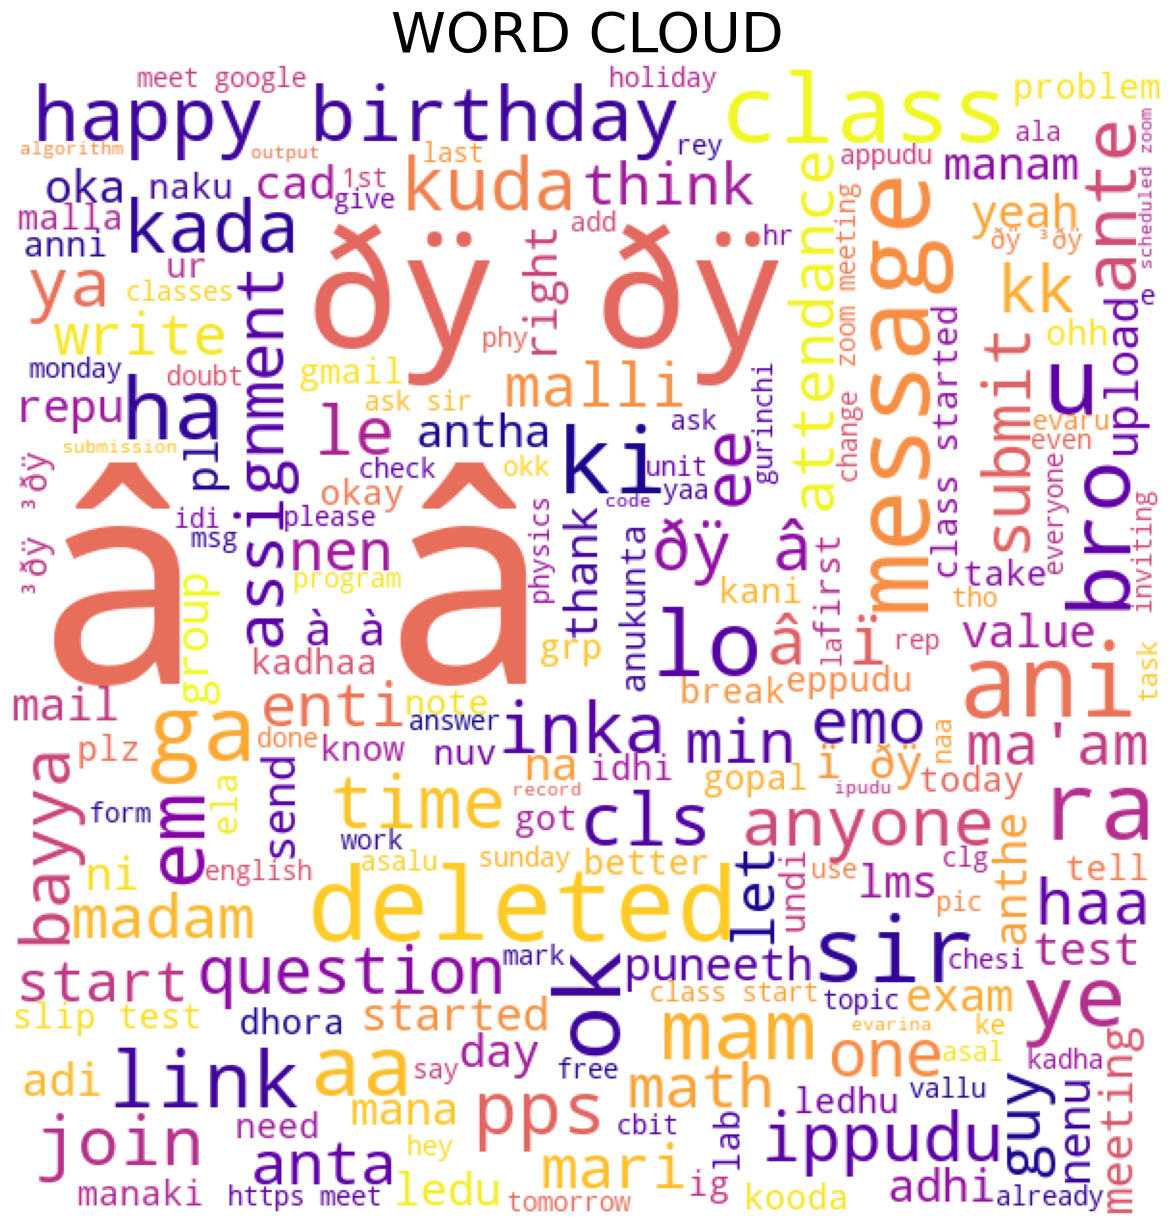 WORD CLOUD
meet google
holiday
happy birthday
class
problem
algorithm
output
last
rey
appudu
ala
manam
ante
scheduled zoom
oka
naku
cad
1st
give
kuda
think
attendance
message
yeah
ðÿ ³ðÿ
malla
anni
kada
ur
add
hr
zoom meeting
ya
classes
assignment
ðÿ ðÿ
right
kk
upload
write
phy
ohh
monday
doubt
gmail
malli
class started
submit
u
repu
ha
ask sir
le
antha
ki
ask
gurinchi
change
evaru
even
submission
pl
check
okk
unit
ee
yaa
code
everyone
bro
okay
³ðÿ ³ðÿ
â â
idi
msg
please
physics
thank
anukunta
ðÿ â
nen
program
lafirst
take
inviting
group
à à
kani
tho
kadhaa
grp
lo
â ï
rep
value
ani
task
mail
enti
note
break
eppudu
ga
answer
inka
min
emo
ma'am
plz
done
know
nuv
na
idhi
gopal
ï ðÿ
naa
today
bayya
form
em
ela
send
time
record
got
cls
ipudu
anyone
ra
work
ni
english
asalu
sunday
better
let
undi
use
clg
lms
anthe
tell
madam
deleted
pic
haa
start
question
mark
ok
puneeth
sir
chesi
test
slip test
dhora
started
class start
topic
exam
ye
mam
evarina
ke
adi
link
aa
say
day
free
one
asal
kadha
meeting
mana
math
vallu
guy
nenu
join
need
pps
cbit
lab
ledhu
ippudu
hey
anta
mari
ig
adhi
manaki
https meet
ledu
tomorrow
kooda
already